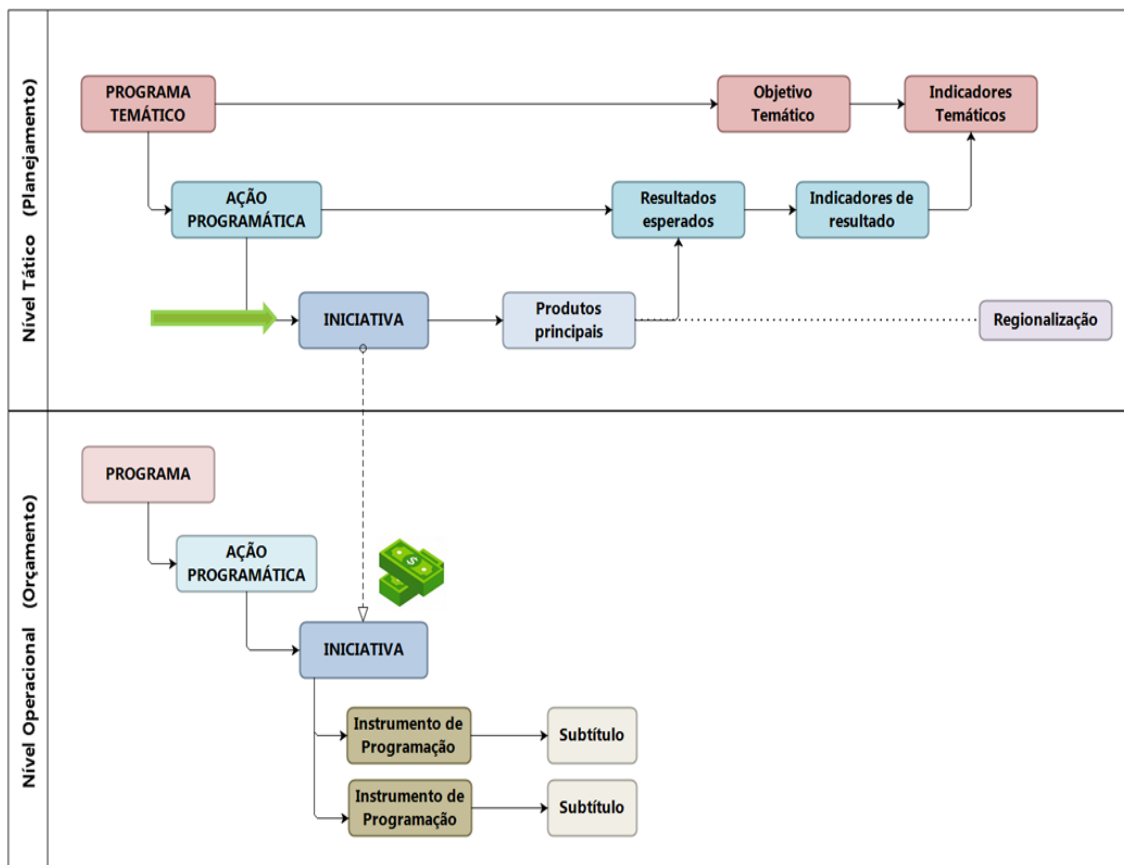 Nível Tático (Planejamento)
PROGRAMA
TEMÁTICO
Objetivo
Temático
Indicadores
Temáticos
AÇÃO
PROGRAMÁTICA
Resultados
esperados
Indicadores de
resultado
INICIATIVA
Produtos
principais
Regionalização
Nível Operacional (Orçamento)
PROGRAMA
AÇÃO
PROGRAMÁTICA
$
INICIATIVA
Instrumento de
Programação
Subtítulo
Instrumento de
Programação
Subtítulo